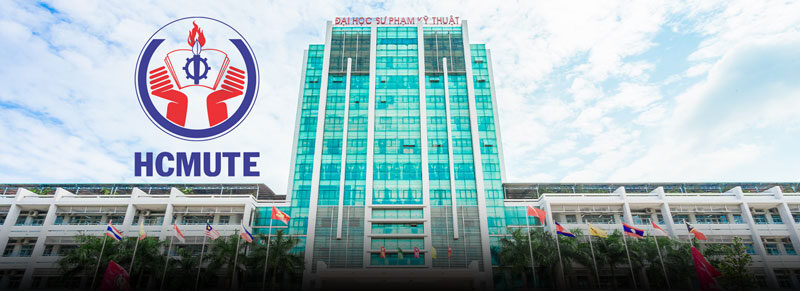 ĐẠI HỌC SƯ PHẠM KỸ THUẬT
HCMUTE